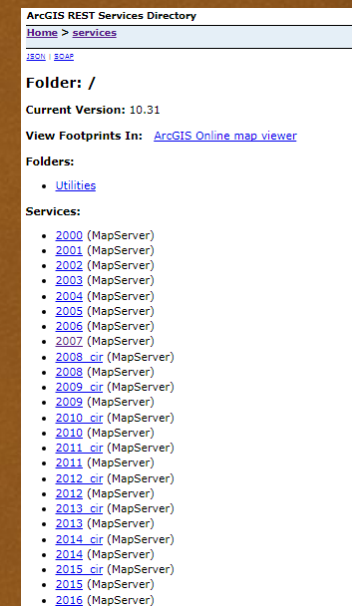 ArcGIS REST Services Directory
Home > services
JSON | SOAP
Folder: /
Current Version: 10.31
View Footprints In: ArcGIS Online map viewer
Folders:
Utilities
Services:
2000 (MapServer)
2001 (MapServer)
2002 (MapServer)
2003 (MapServer)
2004 (MapServer)
2005 (MapServer)
2006 (MapServer)
2007 (MapServer)
2008_cir (MapServer)
2008 (MapServer)
2009_cir (MapServer)
2009 (MapServer)
2010_cir (MapServer)
2010 (MapServer)
2011_cir (MapServer)
2011 (MapServer)
2012_cir (MapServer)
2012 (MapServer)
2013_cir (MapServer)
2013 (MapServer)
2014_cir (MapServer)
2014 (MapServer)
2015_cir (MapServer)
2015 (MapServer)
2016 (MapServer)